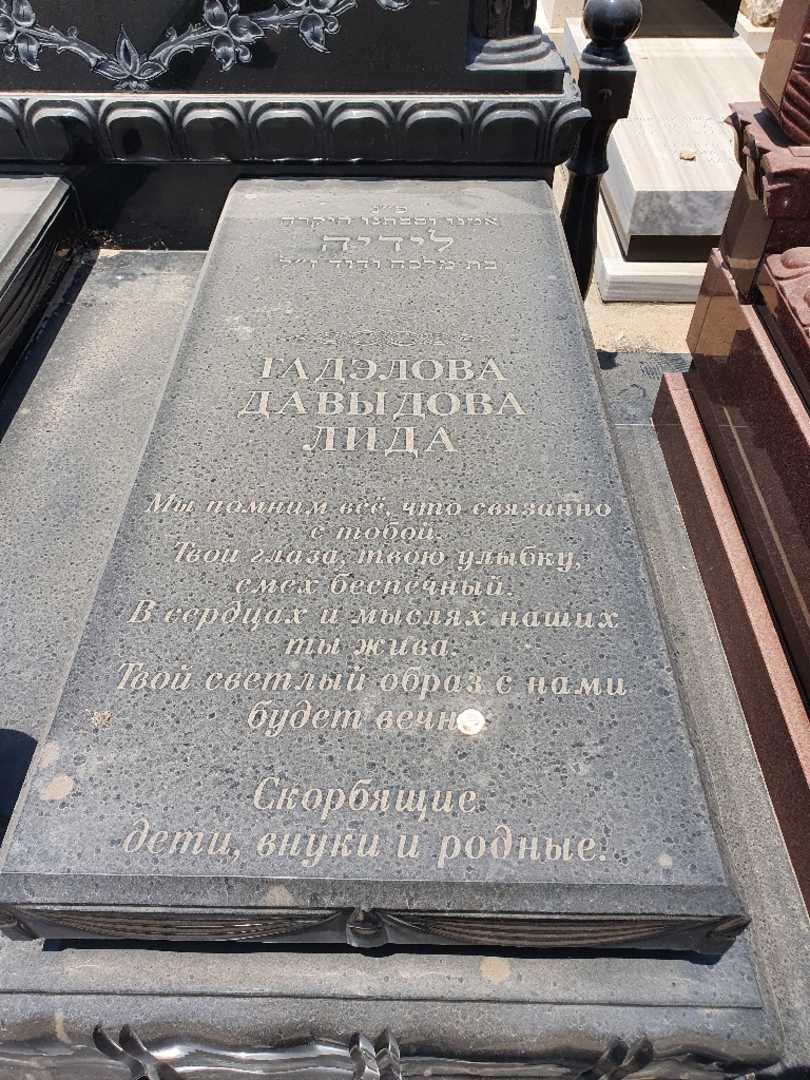 פ״נ
אמנו וסבתנו היקרה
לידיה
בת מלכה ודוד ז״ל
ГАДЭЛОВА
ДАВЫДОВА
ЛИДА
Мы помним всё, что связанно
с тобой.
Твои глаза, твою улыбку,
смех беспечный.
В сердцах и мыслях наших
ты жива.
Твой светлый образ с нами
будет вечно
Скорбящие
дети, внуки и родные.